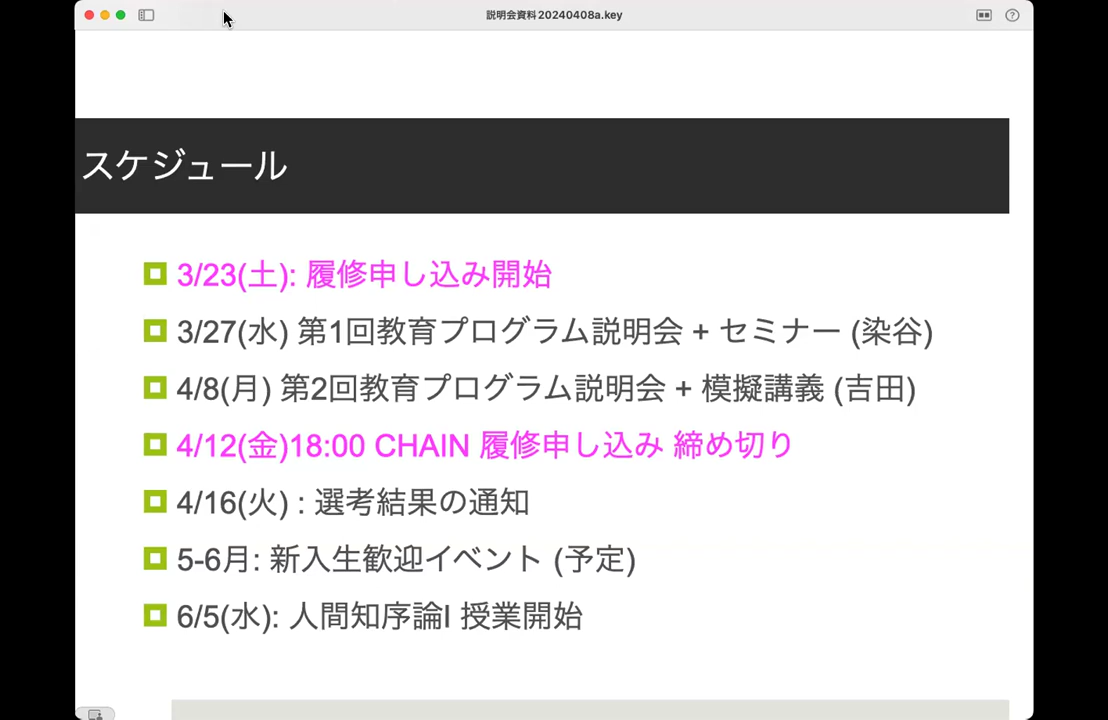 説明会資料20240408a.key
スケジュール
3/23(土): 履修申し込み開始
3/27(水) 第1回教育プログラム説明会 + セミナー (染谷)
4/8(月) 第2回教育プログラム説明会 + 模擬講義 (吉田)
4/12(金)18:00 CHAIN 履修申し込み 締め切り
4/16(火) : 選考結果の通知
5-6月: 新入生歓迎イベント (予定)
6/5(水): 人間知序論I 授業開始